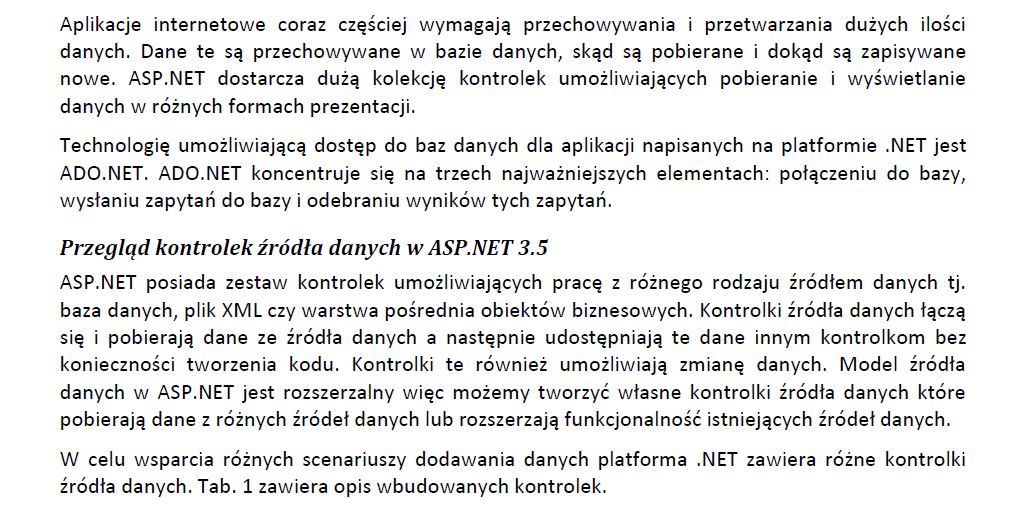 Aplikacje internetowe coraz częściej wymagają przechowywania i przetwarzania dużych ilości
danych. Dane te są przechowywane w bazie danych, skąd są pobierane i dokąd są zapisywane
nowe. ASP.NET dostarcza dużą kolekcję kontrolek umożliwiających pobieranie i wyświetlanie
danych w różnych formach prezentacji.
Technologię umożliwiającą dostęp do baz danych dla aplikacji napisanych na platformie .NET jest
ADO.NET. ADO.NET koncentruje się na trzech najważniejszych elementach: połączeniu do bazy,
wysłaniu zapytań do bazy i odebraniu wyników tych zapytań.
Przegląd kontrolek źródła danych w ASP.NET 3.5
ASP.NET posiada zestaw kontrolek umożliwiających pracę z różnego rodzaju źródłem danych tj.
baza danych, plik XML czy warstwa pośrednia obiektów biznesowych. Kontrolki źródła danych łączą
się i pobierają dane ze źródła danych a następnie udostępniają te dane innym kontrolkom bez
konieczności tworzenia kodu. Kontrolki te również umożliwiają zmianę danych. Model źródła
danych w ASP.NET jest rozszerzalny więc możemy tworzyć własne kontrolki źródła danych które
pobierają dane z różnych źródeł danych lub rozszerzają funkcjonalność istniejących źródeł danych.
W celu wsparcia różnych scenariuszy dodawania danych platforma .NET zawiera różne kontrolki
źródła danych. Tab. 1 zawiera opis wbudowanych kontrolek.